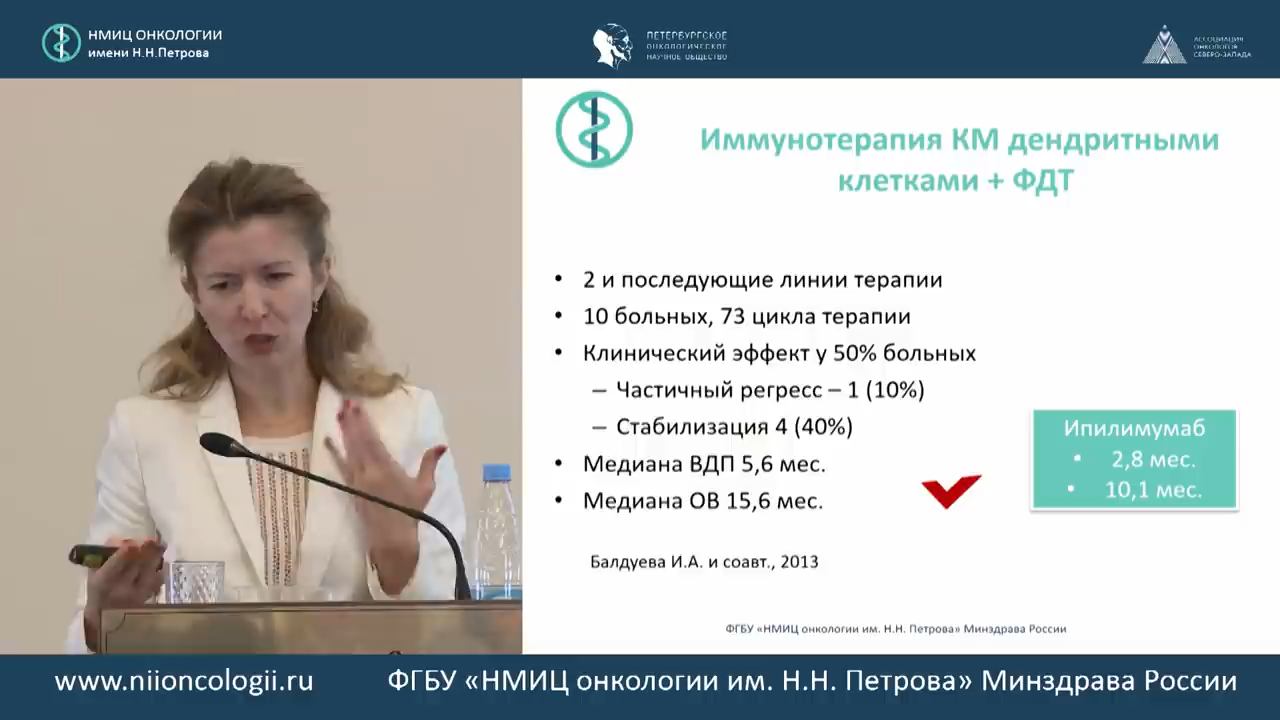 НМИЦ ОНКОЛОГИИ
имени Н.Н.Петрова
ПЕТЕРБУРГСКОЕ
ОНКОЛОГИЧЕСКОЕ
НАУЧНОЕ ОБЩЕСТВО
АССОЦИАЦИЯ
ОНКОЛОГОВ
СЕВЕРО-ЗАПАДА
Иммунотерапия КМ дендритными
клетками + ФДТ
• 2 и последующие линии терапии
• 10 больных, 73 цикла терапии
• Клинический эффект у 50% больных
– Частичный регресс – 1 (10%)
– Стабилизация 4 (40%)
• Медиана ВДП 5,6 мес.
• Медиана ОВ 15,6 мес.
Ипилимумаб
• 2,8 мес.
• 10,1 мес.
Балдуева И.А. и соавт., 2013
ФГБУ «НМИЦ онкологии им. Н.Н. Петрова» Минздрава России
www.niioncologii.ru
ФГБУ «НМИЦ онкологии им. Н.Н. Петрова» Минздрава России